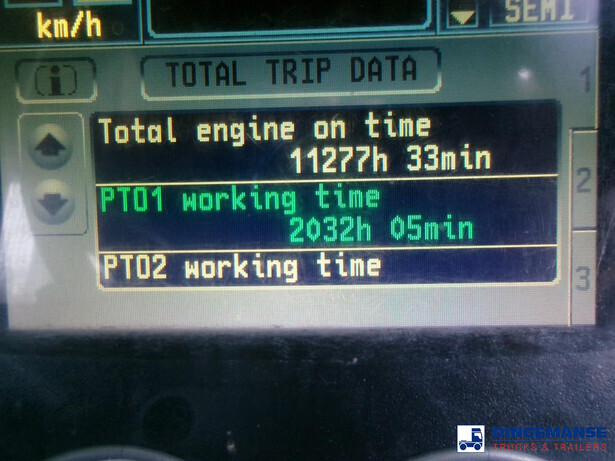 km/h
SEMI
(i)
TOTAL TRIP DATA
1
Total engine on time
11277h 33min
PTO1 working time
2032h 05min
2
PTO2 working time
3
DINGEMANSE
TRUCKS & TRAILERS